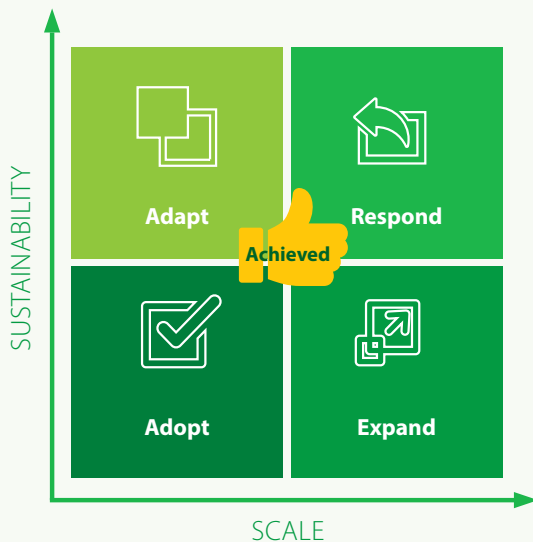 SUSTAINABILITY
Adapt
Respond
Achieved
Adopt
Expand
SCALE